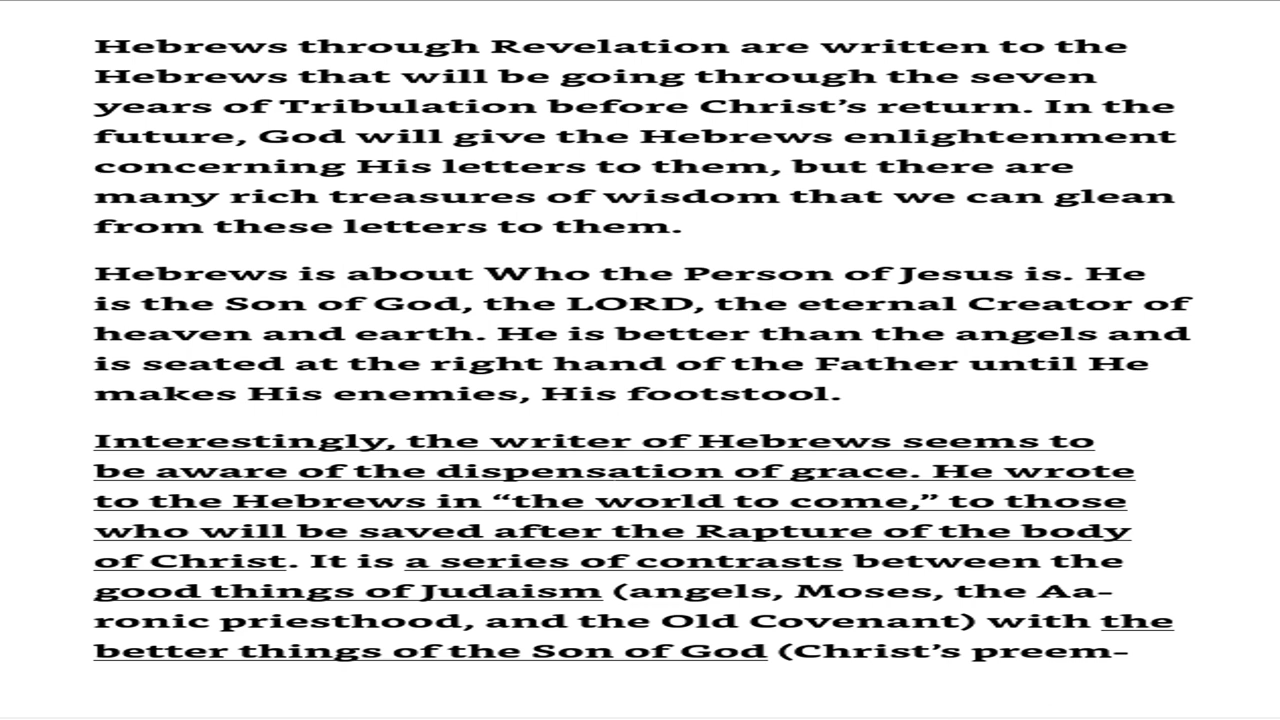 Hebrews through Revelation are written to the
Hebrews that will be going through the seven
years of Tribulation before Christ’s return. In the
future, God will give the Hebrews enlightenment
concerning His letters to them, but there are
many rich treasures of wisdom that we can glean
from these letters to them.
Hebrews is about Who the Person of Jesus is. He
is the Son of God, the LORD, the eternal Creator of
heaven and earth. He is better than the angels and
is seated at the right hand of the Father until He
makes His enemies, His footstool.
Interestingly, the writer of Hebrews seems to
be aware of the dispensation of grace. He wrote
to the Hebrews in “the world to come,” to those
who will be saved after the Rapture of the body
of Christ. It is a series of contrasts between the
good things of Judaism (angels, Moses, the Aa-
ronic priesthood, and the Old Covenant) with the
better things of the Son of God (Christ’s preem-